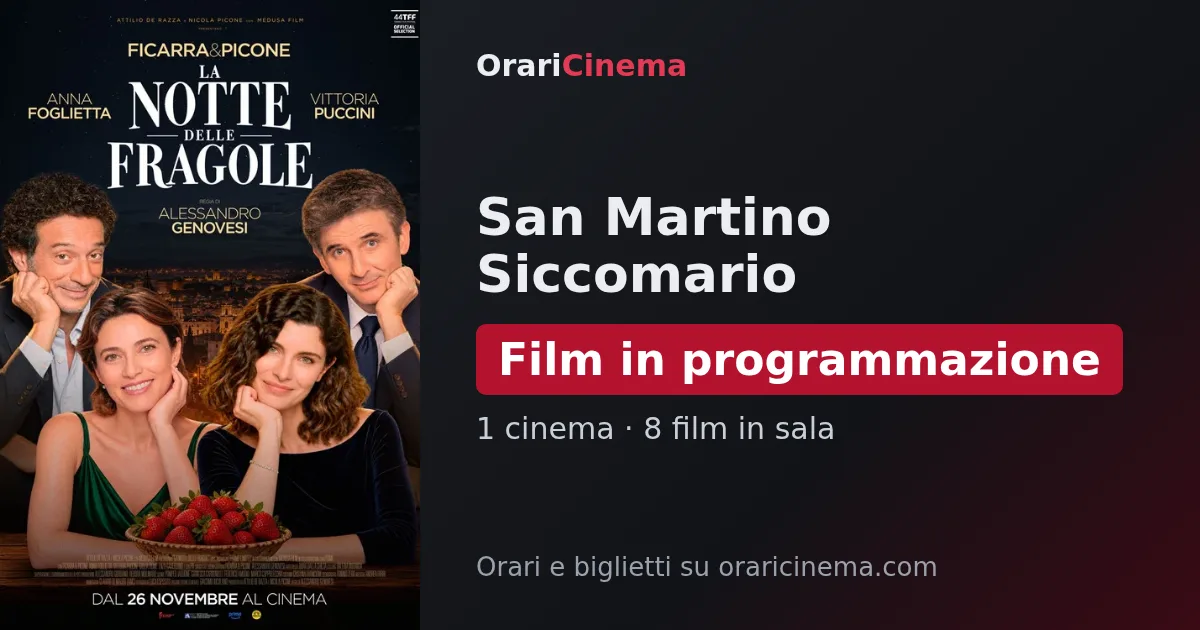 ATTILIO DE RAZZA E NICOLA PICONE CON MEDUSA FILM
44TFF
OFFICIAL
SELECTION
FICARRA&PICONE
LA
NOTTE
DELLE
FRAGOLE
ANNA
FOGLIETTA
VITTORIA
PUCCINI
REGIA DI
ALESSANDRO
GENOVESI
DAL 26 NOVEMBRE AL CINEMA
OrariCinema
San Martino
Siccomario
Film in programmazione
1 cinema · 8 film in sala
Orari e biglietti su oraricinema.com